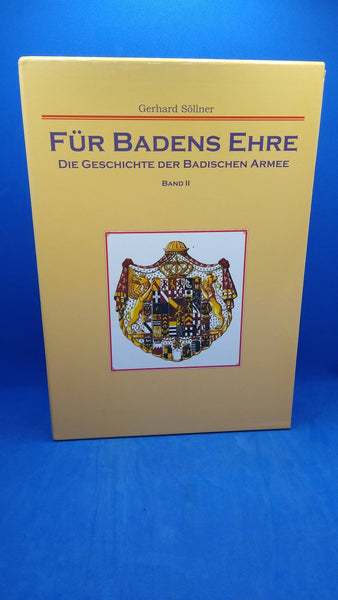 Gerhard Söllner
FÜR BADENS EHRE
DIE GESCHICHTE DER BADISCHEN ARMEE
BAND II